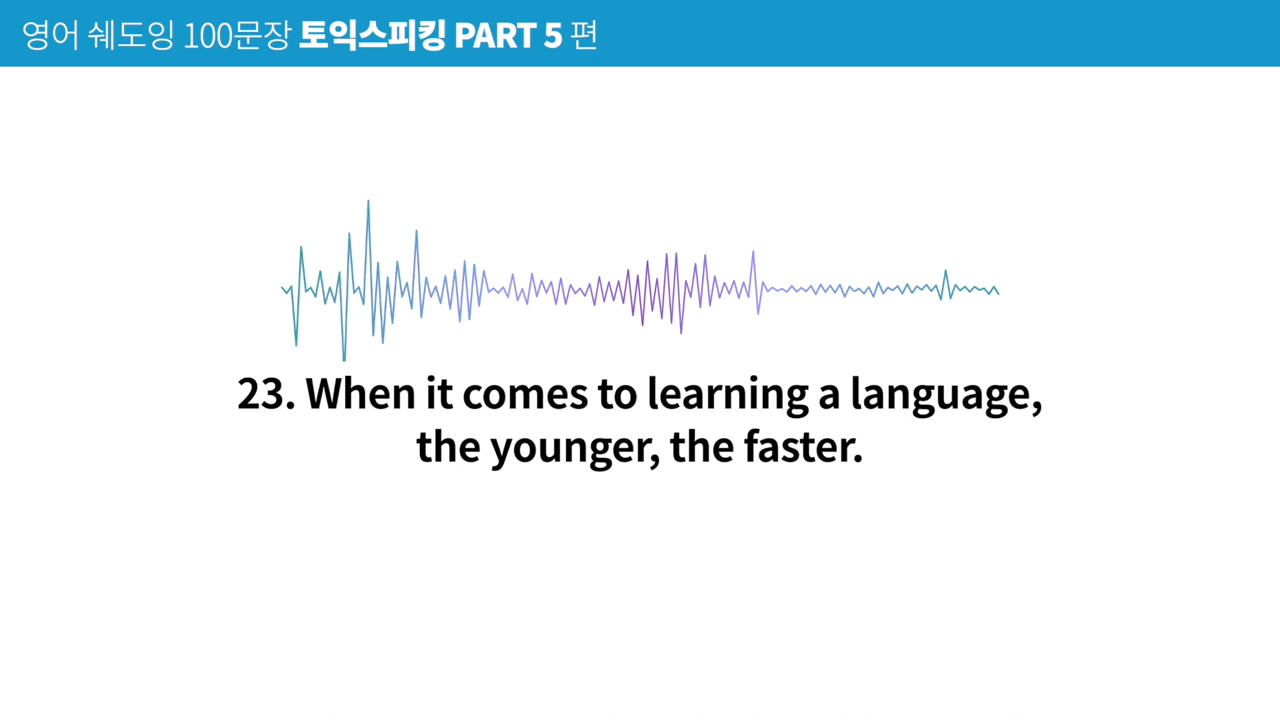 영어 쉐도잉 100문장 토익스피킹 PART 5 편
23. When it comes to learning a language,
the younger, the faster.